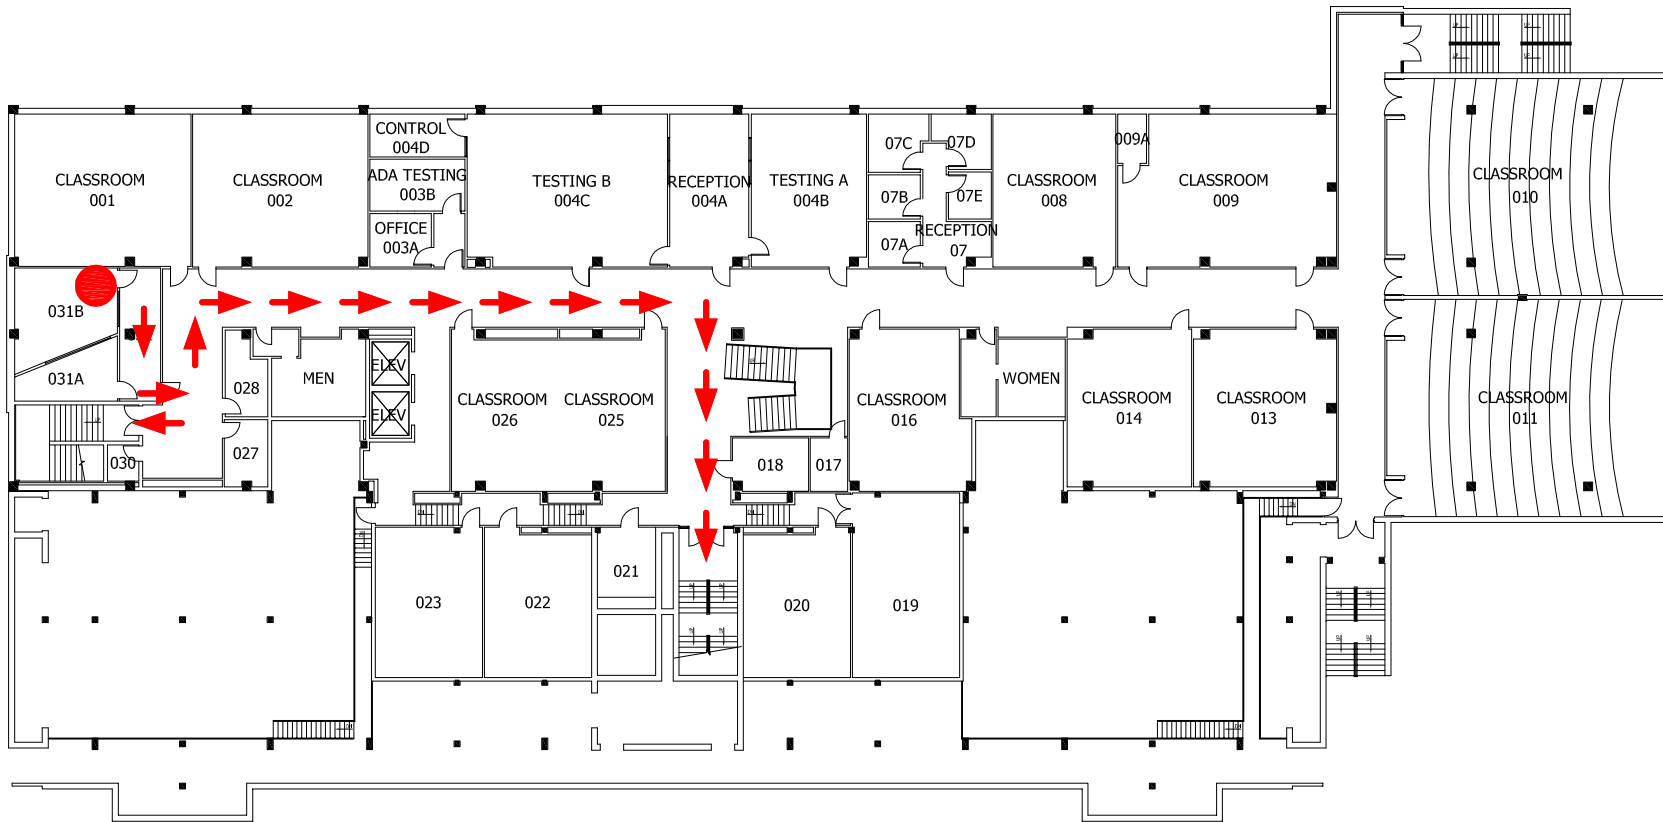 CONTROL
004D
07C
07D
009A
CLASSROOM
001
CLASSROOM
002
ADA TESTING
003B
TESTING B
004C
RECEPTION
004A
TESTING A
004B
07B
07E
CLASSROOM
008
CLASSROOM
009
CLASSROOM
010
OFFICE
003A
07A
RECEPTION
07
031B
031A
028
MEN
ELEV
ELEV
CLASSROOM
026
CLASSROOM
025
CLASSROOM
016
WOMEN
CLASSROOM
014
CLASSROOM
013
CLASSROOM
011
030
027
018
017
023
022
021
020
019